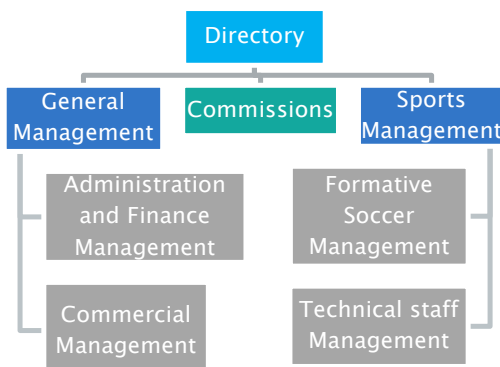 Directory
General
Management
Commissions
Sports
Management
Administration
and Finance
Management
Formative
Soccer
Management
Commercial
Management
Technical staff
Management